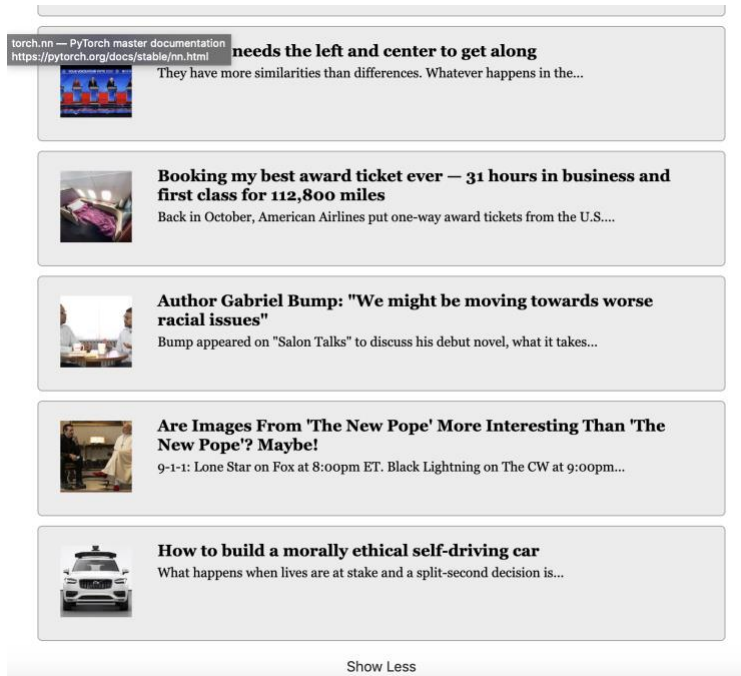 torch.nn — PyTorch master documentation
https://pytorch.org/docs/stable/nn.html
needs the left and center to get along
They have more similarities than differences. Whatever happens in the...
Booking my best award ticket ever — 31 hours in business and
first class for 112,800 miles
Back in October, American Airlines put one-way award tickets from the U.S....
Author Gabriel Bump: "We might be moving towards worse
racial issues"
Bump appeared on "Salon Talks" to discuss his debut novel, what it takes...
Are Images From 'The New Pope' More Interesting Than 'The
New Pope'? Maybe!
9-1-1: Lone Star on Fox at 8:00pm ET. Black Lightning on The CW at 9:00pm...
How to build a morally ethical self-driving car
What happens when lives are at stake and a split-second decision is...
Show Less